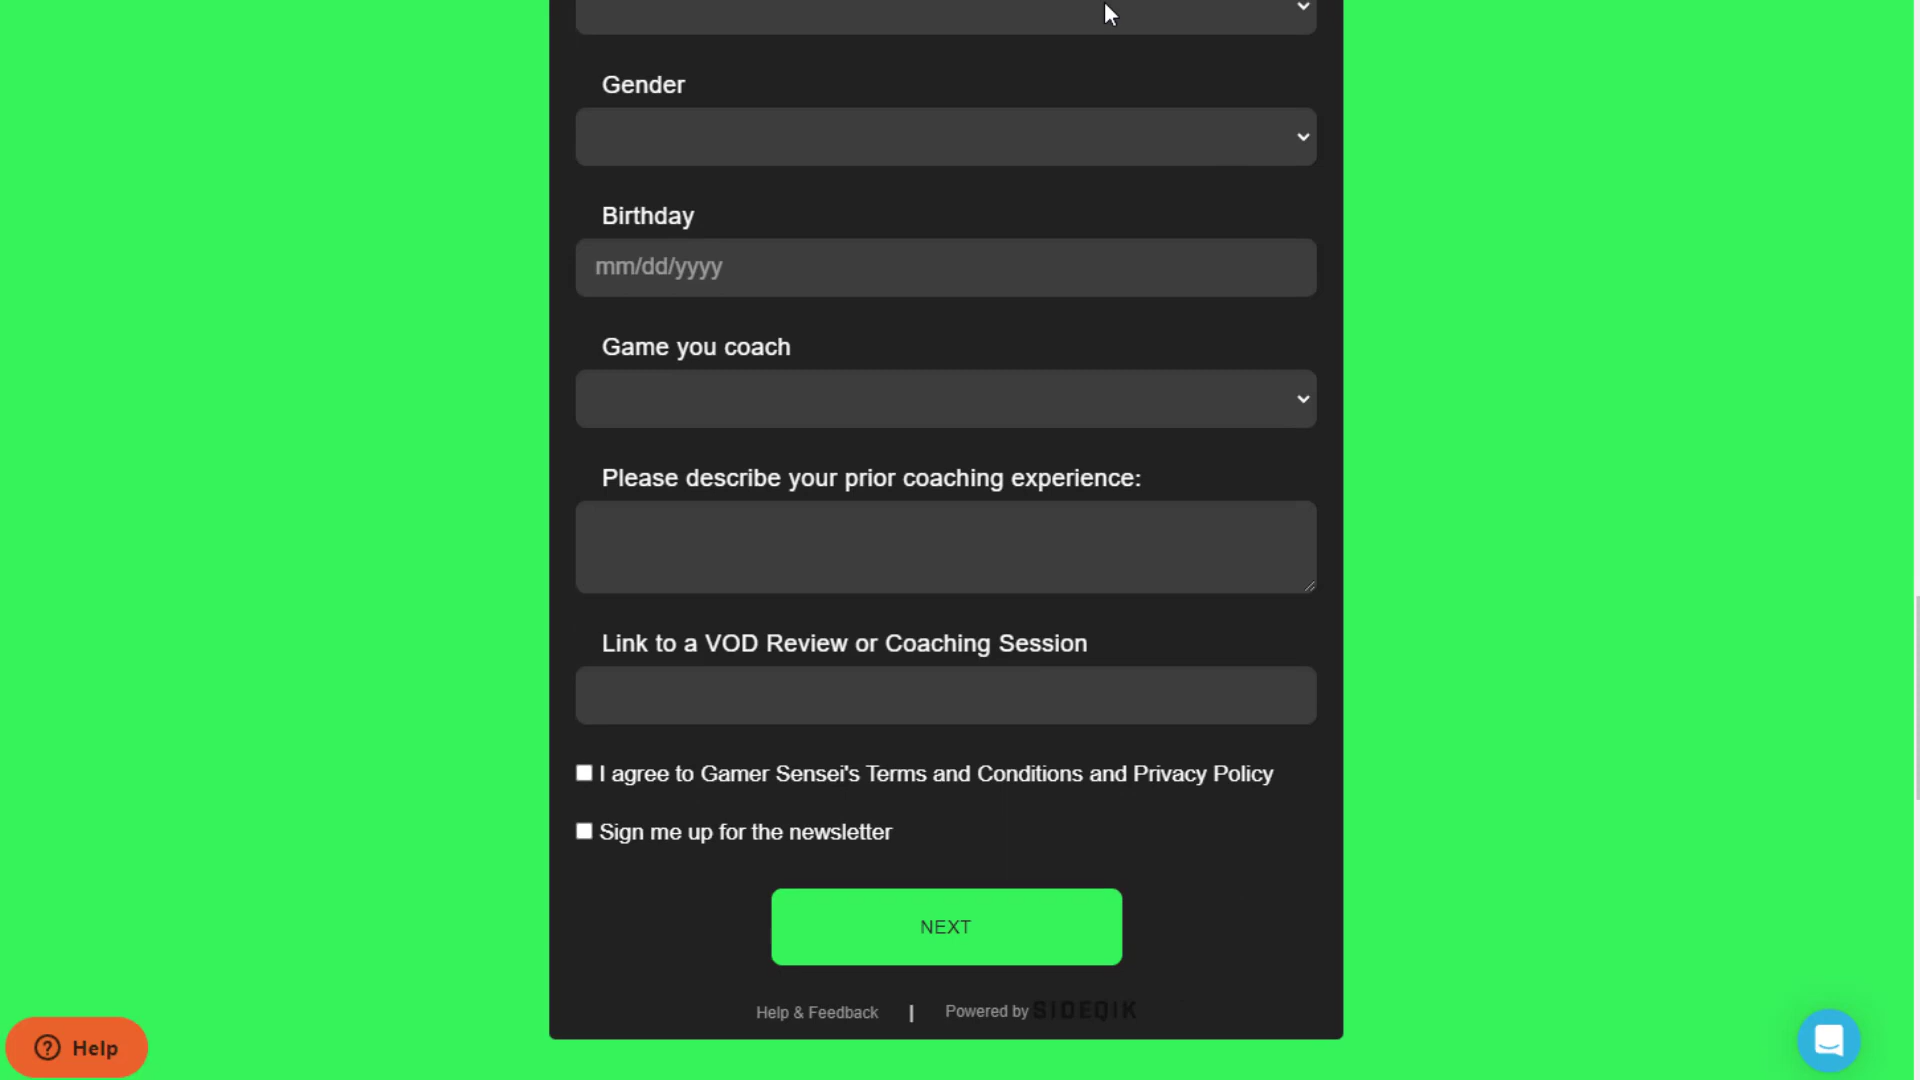 Gender
Birthday
mm/dd/yyyy
Game you coach
Please describe your prior coaching experience:
Link to a VOD Review or Coaching Session
I agree to Gamer Sensei's Terms and Conditions and Privacy Policy
Sign me up for the newsletter
NEXT
Help & Feedback | Powered by SIDEQIK
? Help